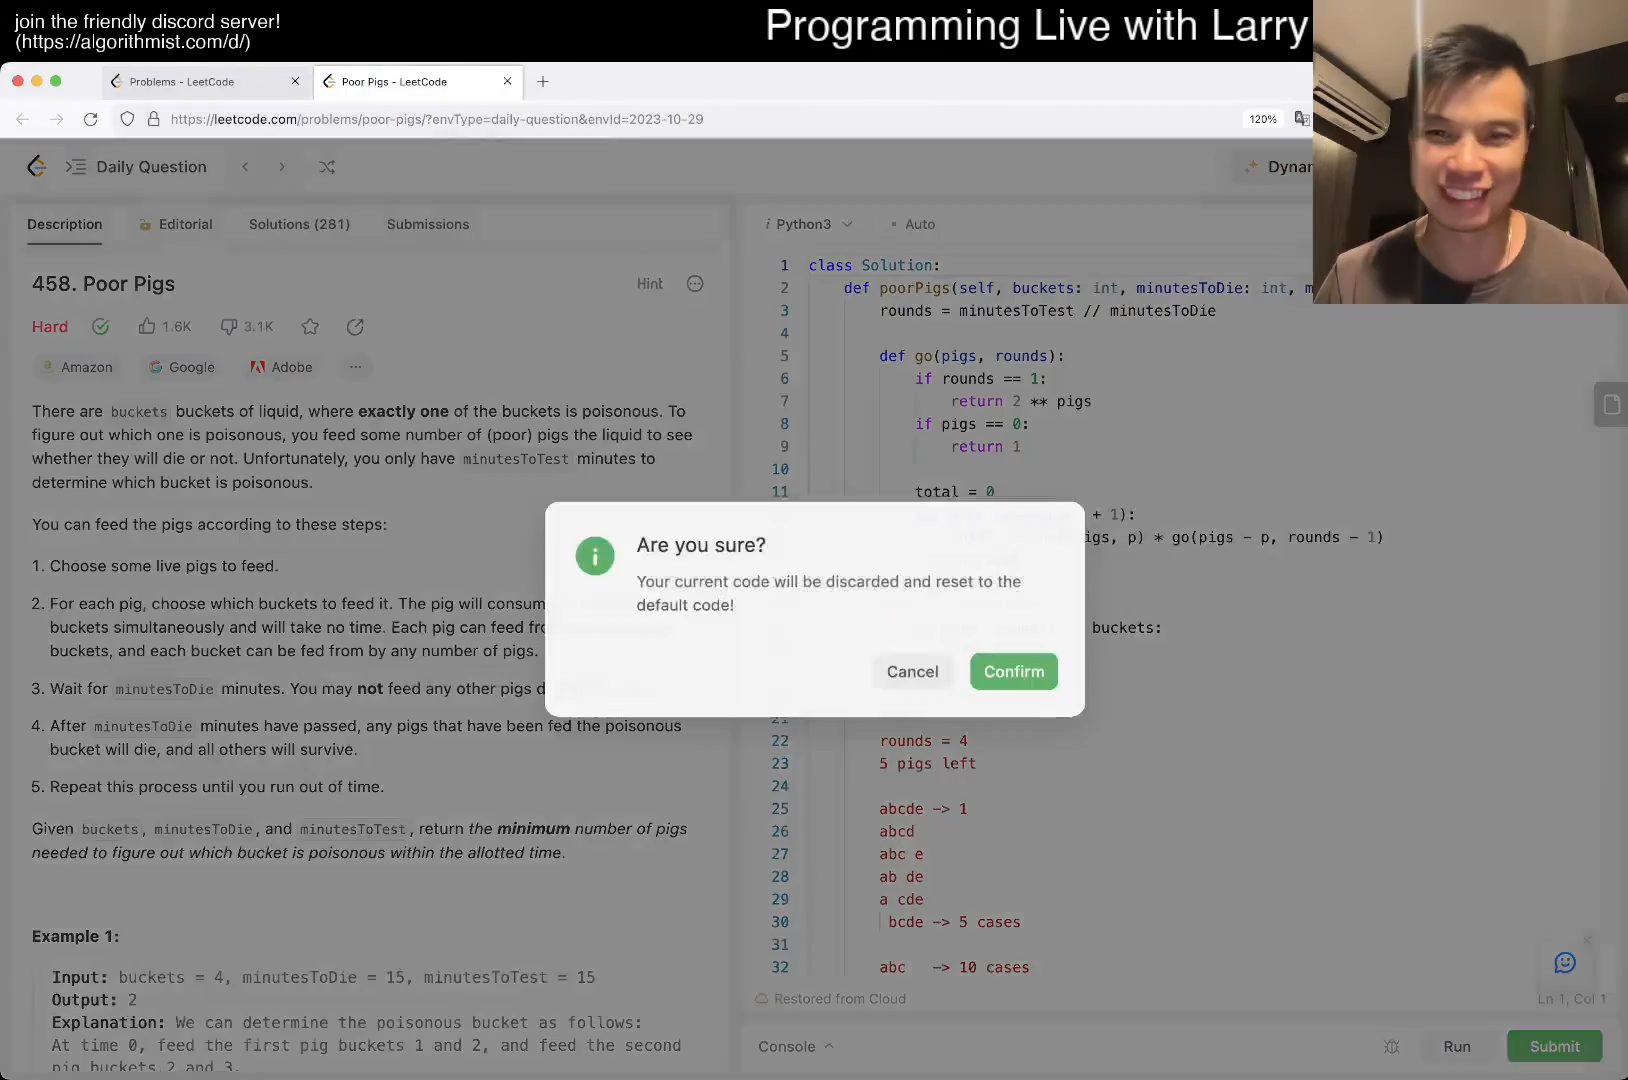 join the friendly discord server!
(https://algorithmist.com/d/)
Programming Live with Larry
Problems - LeetCode
Poor Pigs - LeetCode
https://leetcode.com/problems/poor-pigs/?envType=daily-question&envId=2023-10-29
120%
Daily Question
Dynar
Description
Editorial
Solutions (281)
Submissions
458. Poor Pigs
Hint
Hard
1.6K
3.1K
Amazon
Google
Adobe
There are buckets buckets of liquid, where exactly one of the buckets is poisonous. To
figure out which one is poisonous, you feed some number of (poor) pigs the liquid to see
whether they will die or not. Unfortunately, you only have minutesToTest minutes to
determine which bucket is poisonous.
You can feed the pigs according to these steps:
1. Choose some live pigs to feed.
2. For each pig, choose which buckets to feed it. The pig will consum
buckets simultaneously and will take no time. Each pig can feed fro
buckets, and each bucket can be fed from by any number of pigs.
3. Wait for minutesToDie minutes. You may not feed any other pigs d
4. After minutesToDie minutes have passed, any pigs that have been fed the poisonous
bucket will die, and all others will survive.
5. Repeat this process until you run out of time.
Given buckets, minutesToDie, and minutesToTest, return the minimum number of pigs
needed to figure out which bucket is poisonous within the allotted time.
Example 1:
Input: buckets = 4, minutesToDie = 15, minutesToTest = 15
Output: 2
Explanation: We can determine the poisonous bucket as follows:
At time 0, feed the first pig buckets 1 and 2, and feed the second
pig buckets 2 and 3.
i Python3
• Auto
1 class Solution:
2 def poorPigs(self, buckets: int, minutesToDie: int, m
3 rounds = minutesToTest // minutesToDie
4
5 def go(pigs, rounds):
6 if rounds == 1:
7 return 2 ** pigs
8 if pigs == 0:
9 return 1
10
11 total = 0
+ 1):
igs, p) * go(pigs - p, rounds - 1)
buckets:
21
22 rounds = 4
23 5 pigs left
24
25 abcde -> 1
26 abcd
27 abc e
28 ab de
29 a cde
30 bcde -> 5 cases
31
32 abc -> 10 cases
Are you sure?
Your current code will be discarded and reset to the
default code!
Cancel
Confirm
Restored from Cloud
Ln 1, Col 1
Console
Run
Submit